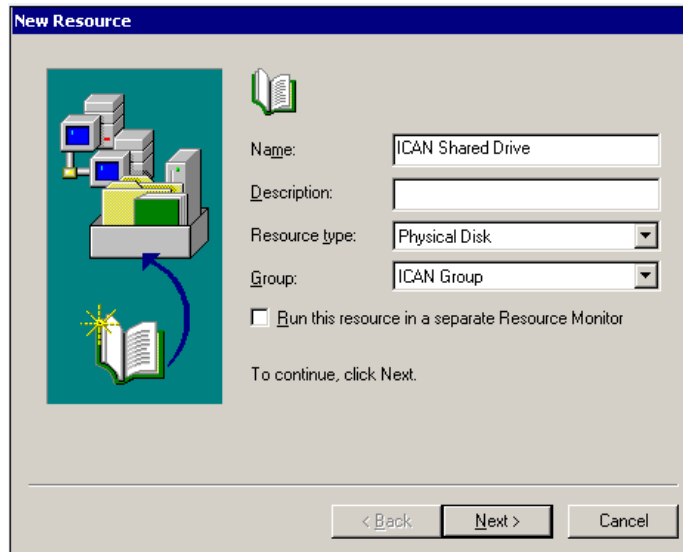 New Resource
Name: ICAN Shared Drive
Description:
Resource type: Physical Disk
Group: ICAN Group
Run this resource in a separate Resource Monitor
To continue, click Next.
< Back Next > Cancel